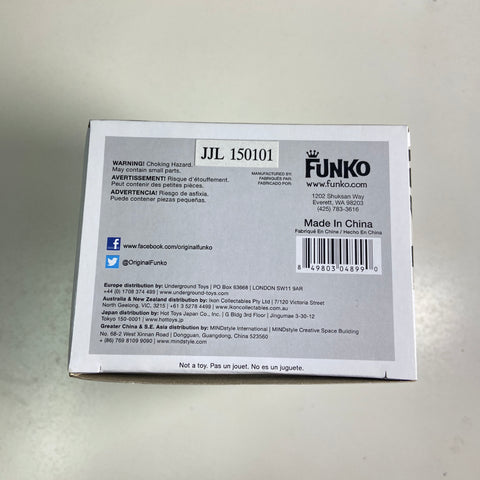 JJL 150101
WARNING! Choking Hazard.
May contain small parts.
AVERTISSEMENT! Risque d'étouffement.
Peut contenir des petites pièces.
ADVERTENCIA! Riesgo de asfixia.
Puede contener piezas pequeñas.
MANUFACTURED BY:
FABRIQUÉS PAR:
FABRICADO POR:
FUNKO
www.funko.com
1202 Shuksan Way
Everett, WA 98203
(425) 783-3616
Made In China
Fabriqué En Chine / Hecho En China
8 49803 04899 0
www.facebook.com/originalfunko
@OriginalFunko
Europe distribution by: Underground Toys | PO Box 63668 | LONDON SW11 9AR
+44 (0) 1708 374 499 | www.underground-toys.com
Australia & New Zealand distribution by: Ikon Collectables Pty Ltd | 7/120 Victoria Street
North Geelong, VIC, 3215 AU | +61 3 5278 4449 | www.ikoncollectables.com.au
Japan distribution by: Hot Toys Japan Co., Inc. | G Bldg 3rd Floor | Jingumae 3-30-12
Tokyo 150-0001 | www.hottoys.jp
Greater China & S.E. Asia distribution by: MINDstyle International | MINDstyle Creative Space Building
No. 68-2 West Xinnan Road | Dongguan, Guangdong, China 523560
+ (86) 769 8109 9090 | www.mindstyle.com
Not a toy. Pas un jouet. No es un juguete.